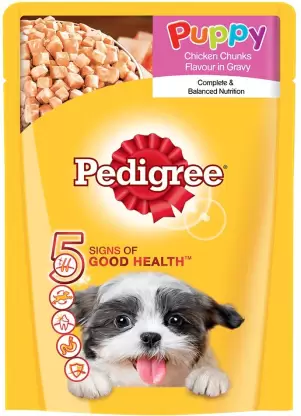 Puppy
Chicken Chunks
Flavour in Gravy
Complete &
Balanced Nutrition
Pedigree®
5 SIGNS OF
GOOD HEALTH™